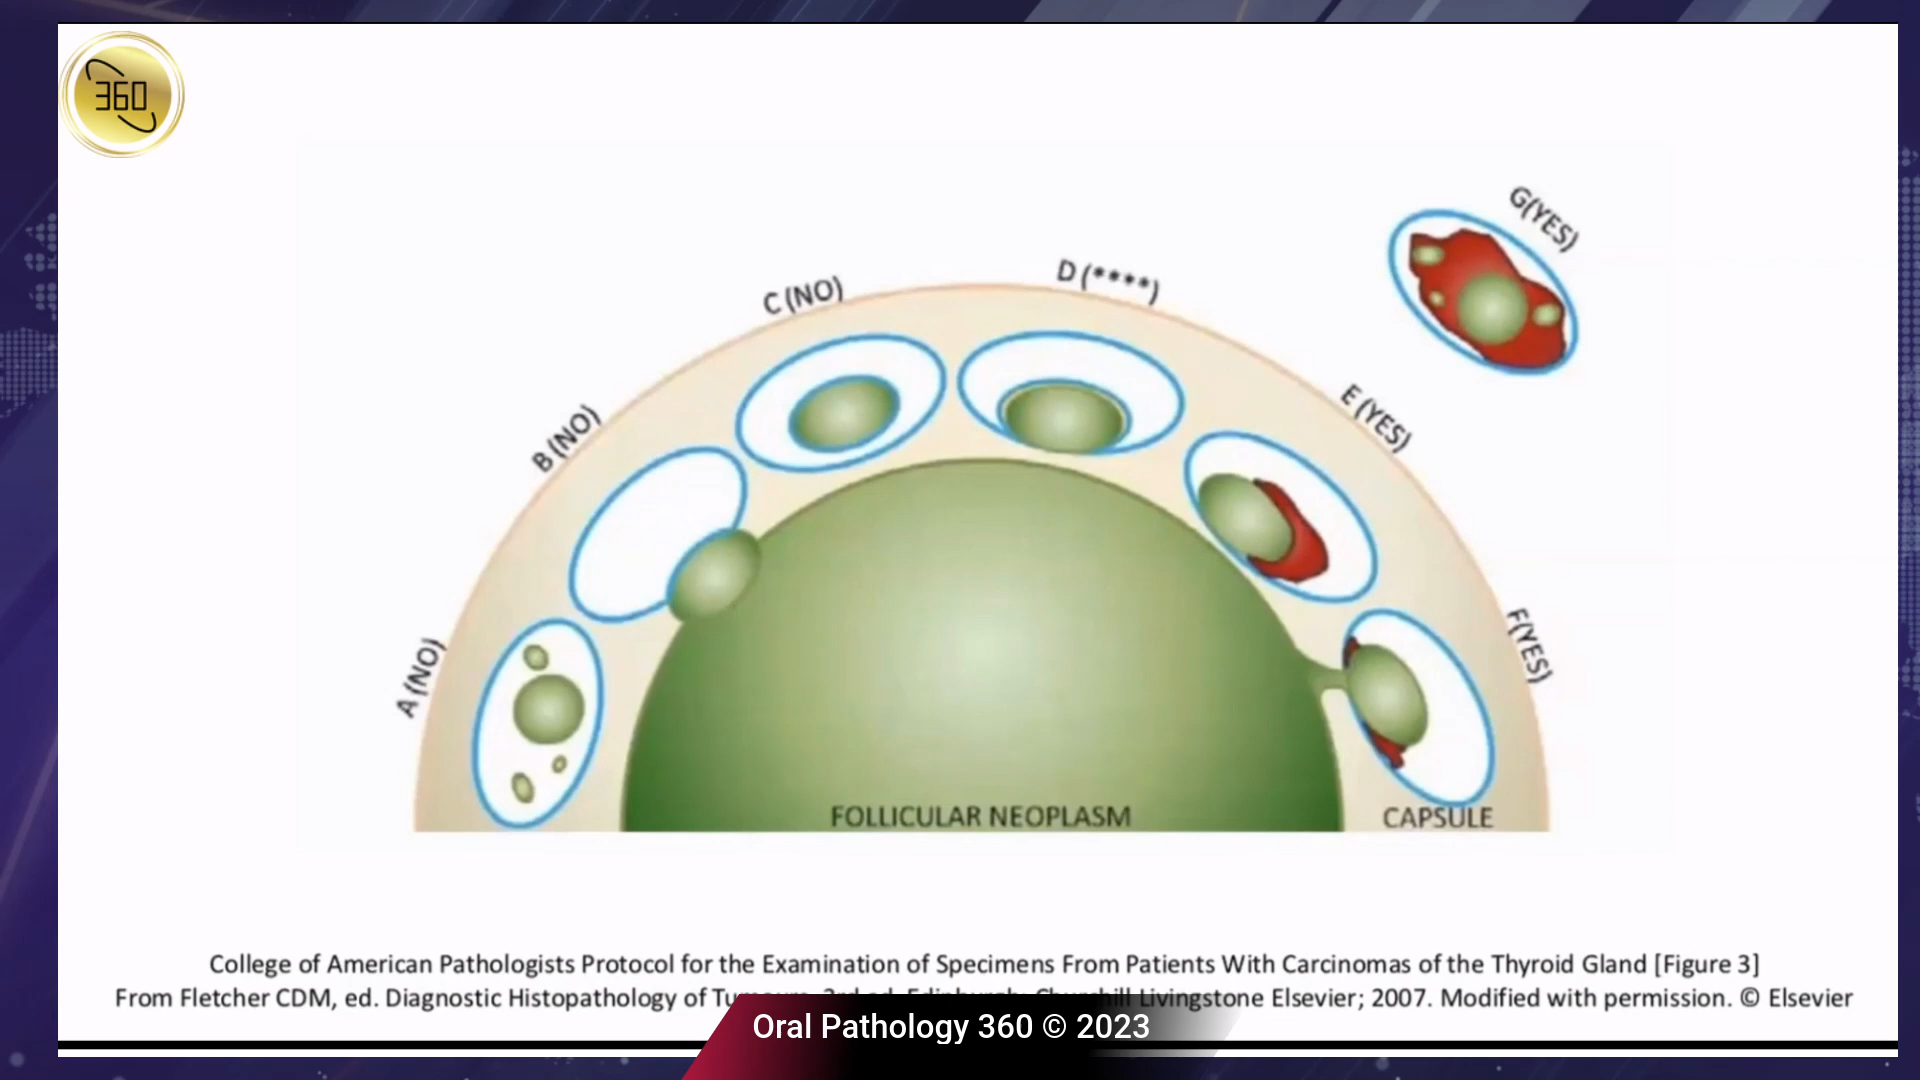 360
G(YES)
C (NO)
D (****)
E (YES)
B (NO)
F(YES)
A (NO)
FOLLICULAR NEOPLASM
CAPSULE
College of American Pathologists Protocol for the Examination of Specimens From Patients With Carcinomas of the Thyroid Gland [Figure 3]
From Fletcher CDM, ed. Diagnostic Histopathology of Livingstone Elsevier; 2007. Modified with permission. © Elsevier
Oral Pathology 360 © 2023